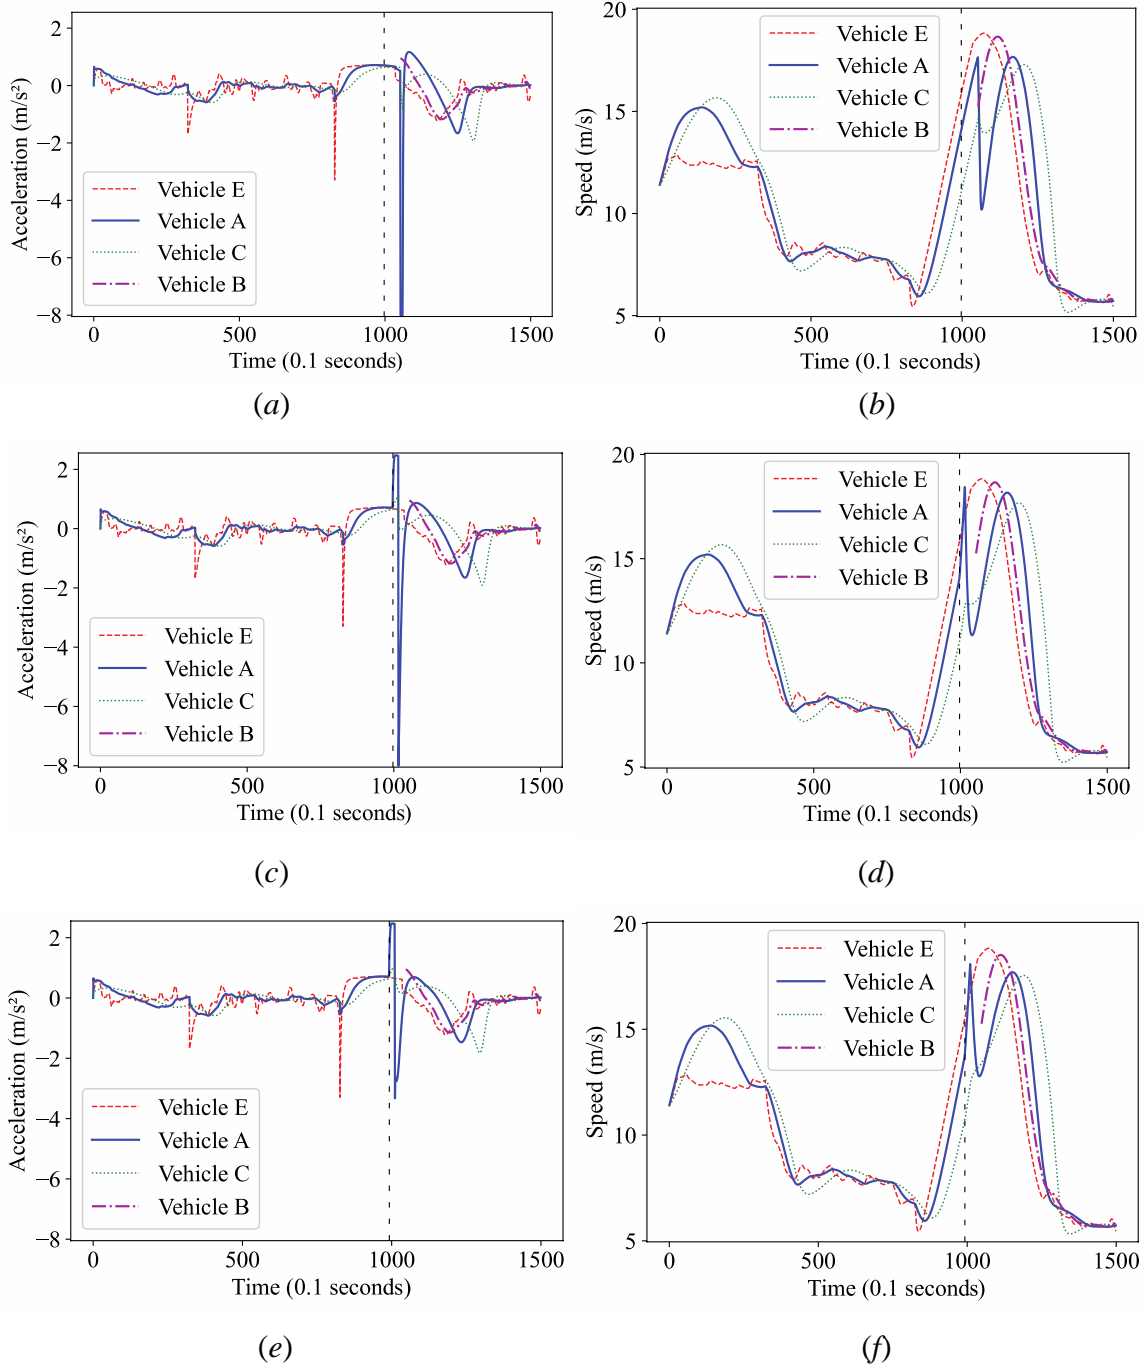 2
0
−2
−4
−6
−8
Acceleration (m/s²)
Vehicle E
Vehicle A
Vehicle C
Vehicle B
0
500
1000
1500
Time (0.1 seconds)
(a)
20
15
10
5
Speed (m/s)
Vehicle E
Vehicle A
Vehicle C
Vehicle B
0
500
1000
1500
Time (0.1 seconds)
(b)
2
0
−2
−4
−6
−8
Acceleration (m/s²)
Vehicle E
Vehicle A
Vehicle C
Vehicle B
0
500
1000
1500
Time (0.1 seconds)
(c)
20
15
10
5
Speed (m/s)
Vehicle E
Vehicle A
Vehicle C
Vehicle B
0
500
1000
1500
Time (0.1 seconds)
(d)
2
0
−2
−4
−6
−8
Acceleration (m/s²)
Vehicle E
Vehicle A
Vehicle C
Vehicle B
0
500
1000
1500
Time (0.1 seconds)
(e)
20
15
10
5
Speed (m/s)
Vehicle E
Vehicle A
Vehicle C
Vehicle B
0
500
1000
1500
Time (0.1 seconds)
(f)